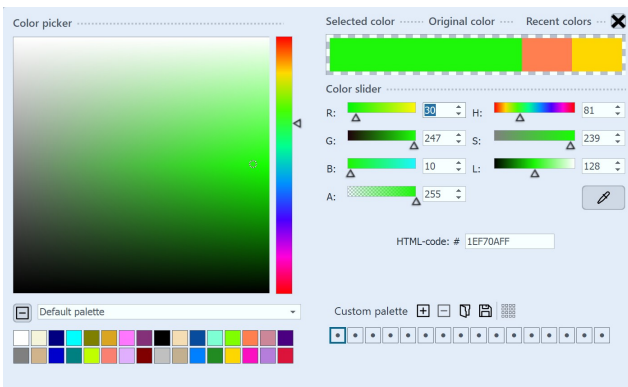 Color picker
Selected color Original color Recent colors
Color slider
R: 30 H: 81
G: 247 S: 239
B: 10 L: 128
A: 255
HTML-code: # 1EF70AFF
Default palette
Custom palette